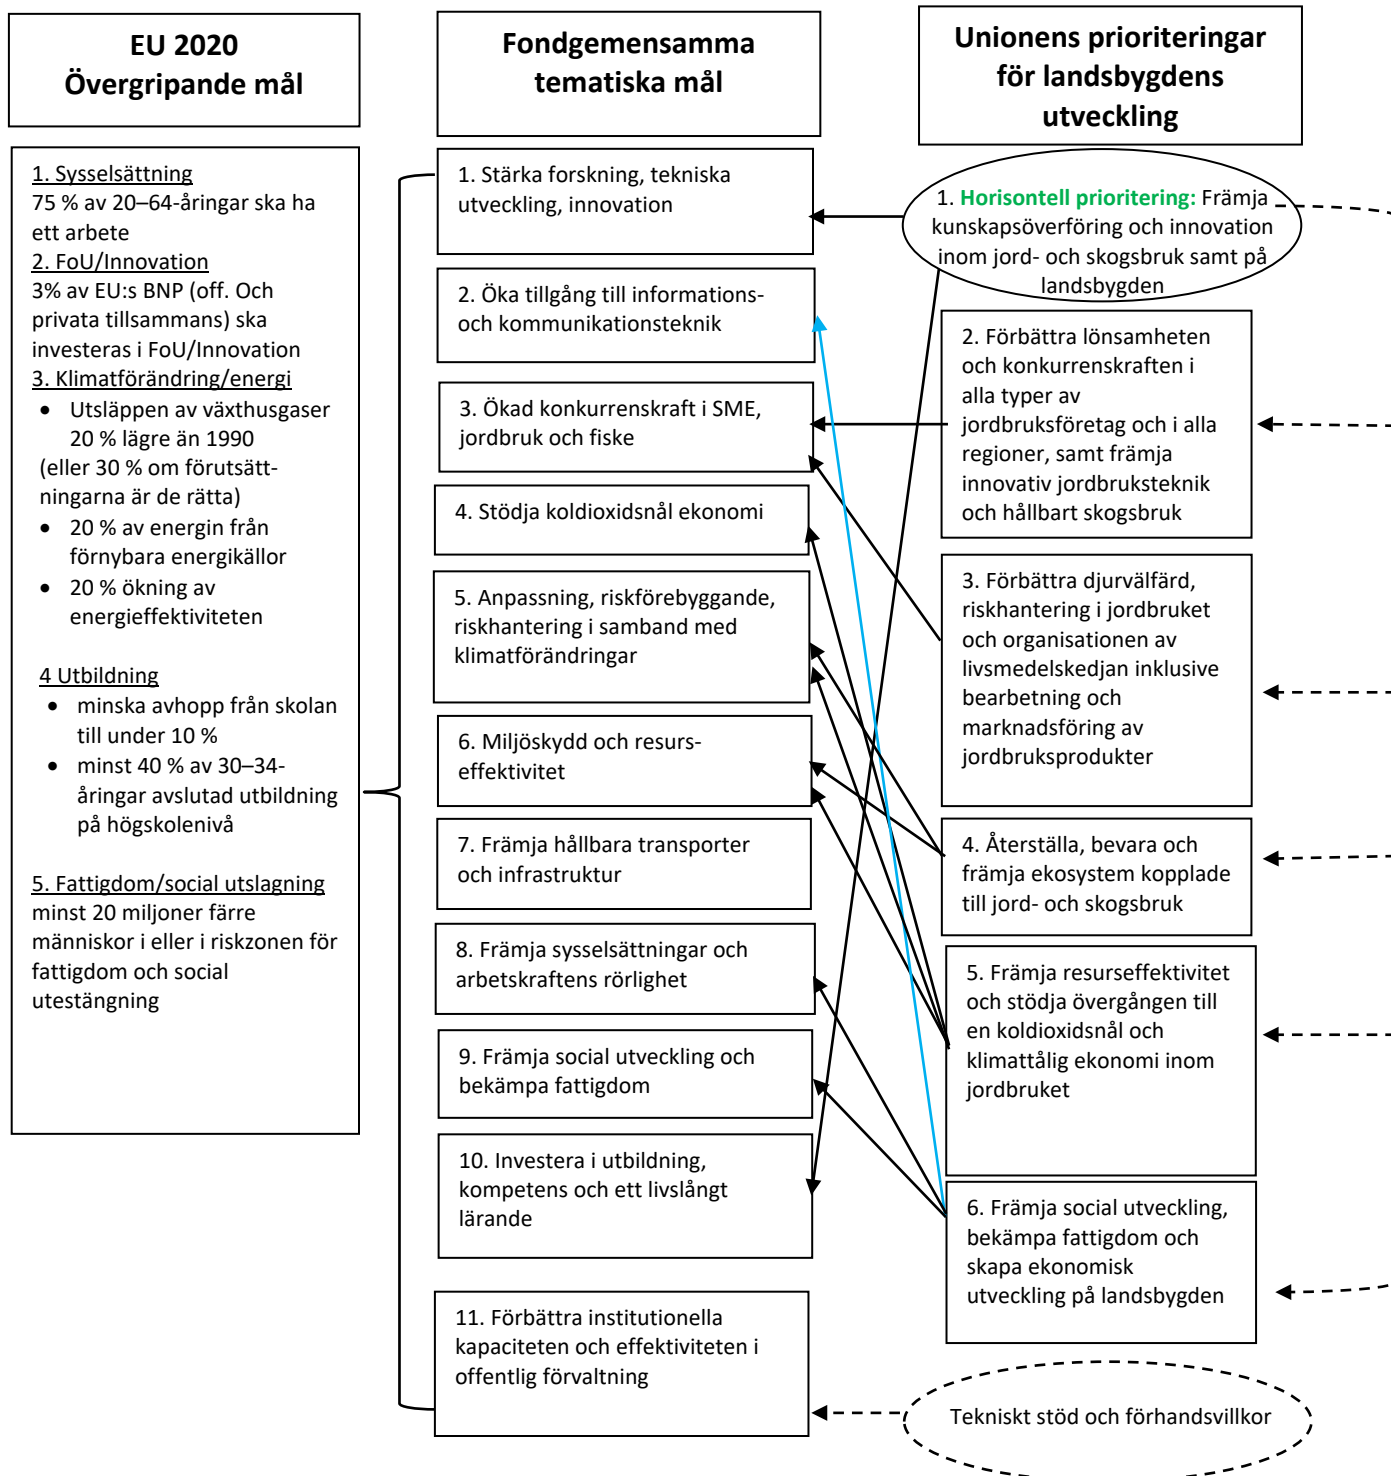 EU 2020
Övergripande mål
1. Sysselsättning
75 % av 20–64-åringar ska ha
ett arbete
2. FoU/Innovation
3% av EU:s BNP (off. Och
privata tillsammans) ska
investeras i FoU/Innovation
3. Klimatförändring/energi
• Utsläppen av växthusgaser
20 % lägre än 1990
(eller 30 % om förutsätt-
ningarna är de rätta)
• 20 % av energin från
förnybara energikällor
• 20 % ökning av
energieffektiviteten
4 Utbildning
• minska avhopp från skolan
till under 10 %
• minst 40 % av 30–34-
åringar avslutad utbildning
på högskolenivå
5. Fattigdom/social utslagning
minst 20 miljoner färre
människor i eller i riskzonen för
fattigdom och social
utestängning
Fondgemensamma
tematiska mål
1. Stärka forskning, tekniska
utveckling, innovation
2. Öka tillgång till informations-
och kommunikationsteknik
3. Ökad konkurrenskraft i SME,
jordbruk och fiske
4. Stödja koldioxidsnål ekonomi
5. Anpassning, riskförebyggande,
riskhantering i samband med
klimatförändringar
6. Miljöskydd och resurs-
effektivitet
7. Främja hållbara transporter
och infrastruktur
8. Främja sysselsättningar och
arbetskraftens rörlighet
9. Främja social utveckling och
bekämpa fattigdom
10. Investera i utbildning,
kompetens och ett livslångt
lärande
11. Förbättra institutionella
kapaciteten och effektiviteten i
offentlig förvaltning
Unionens prioriteringar
för landsbygdens
utveckling
1. Horisontell prioritering: Främja
kunskapsöverföring och innovation
inom jord- och skogsbruk samt på
landsbygden
2. Förbättra lönsamheten
och konkurrenskraften i
alla typer av
jordbruksföretag och i alla
regioner, samt främja
innovativ jordbruksteknik
och hållbart skogsbruk
3. Förbättra djurvälfärd,
riskhantering i jordbruket
och organisationen av
livsmedelskedjan inklusive
bearbetning och
marknadsföring av
jordbruksprodukter
4. Återställa, bevara och
främja ekosystem kopplade
till jord- och skogsbruk
5. Främja resurseffektivitet
och stödja övergången till
en koldioxidsnål och
klimattålig ekonomi inom
jordbruket
6. Främja social utveckling,
bekämpa fattigdom och
skapa ekonomisk
utveckling på landsbygden
Tekniskt stöd och förhandsvillkor